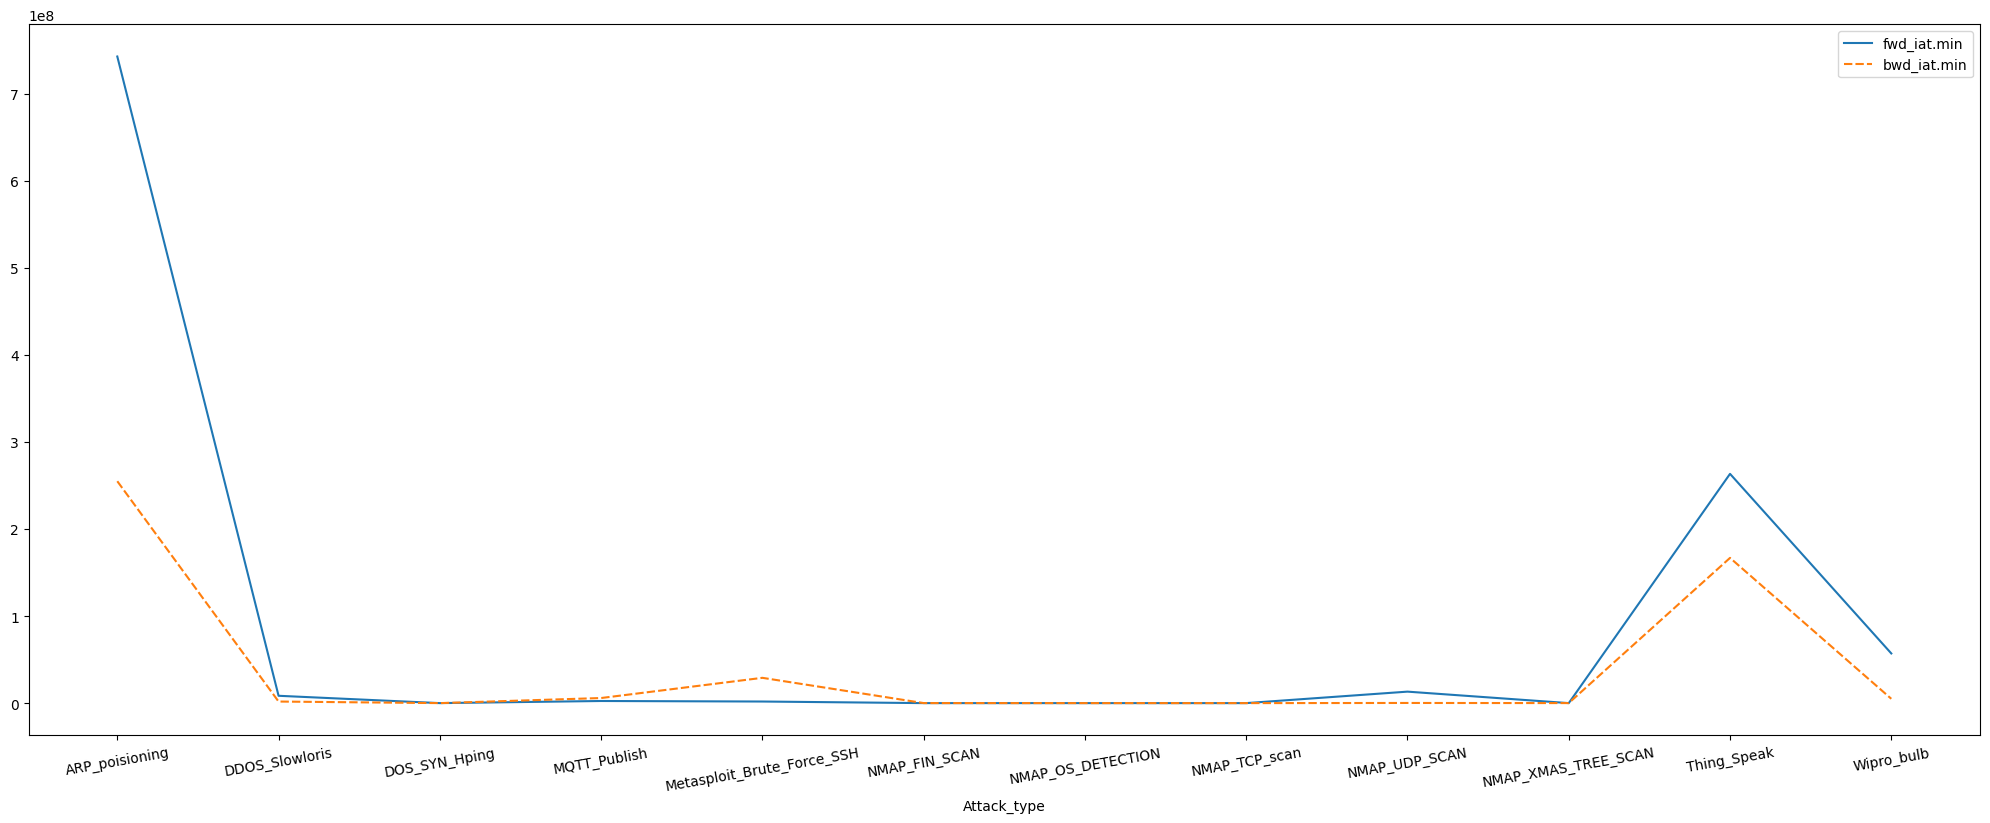 1e8
fwd_iat.min
bwd_iat.min
7
6
5
4
3
2
1
0
ARP_poisioning
DDOS_Slowloris
DOS_SYN_Hping
MQTT_Publish
Metasploit_Brute_Force_SSH
NMAP_FIN_SCAN
NMAP_OS_DETECTION
NMAP_TCP_scan
NMAP_UDP_SCAN
NMAP_XMAS_TREE_SCAN
Thing_Speak
Wipro_bulb
Attack_type